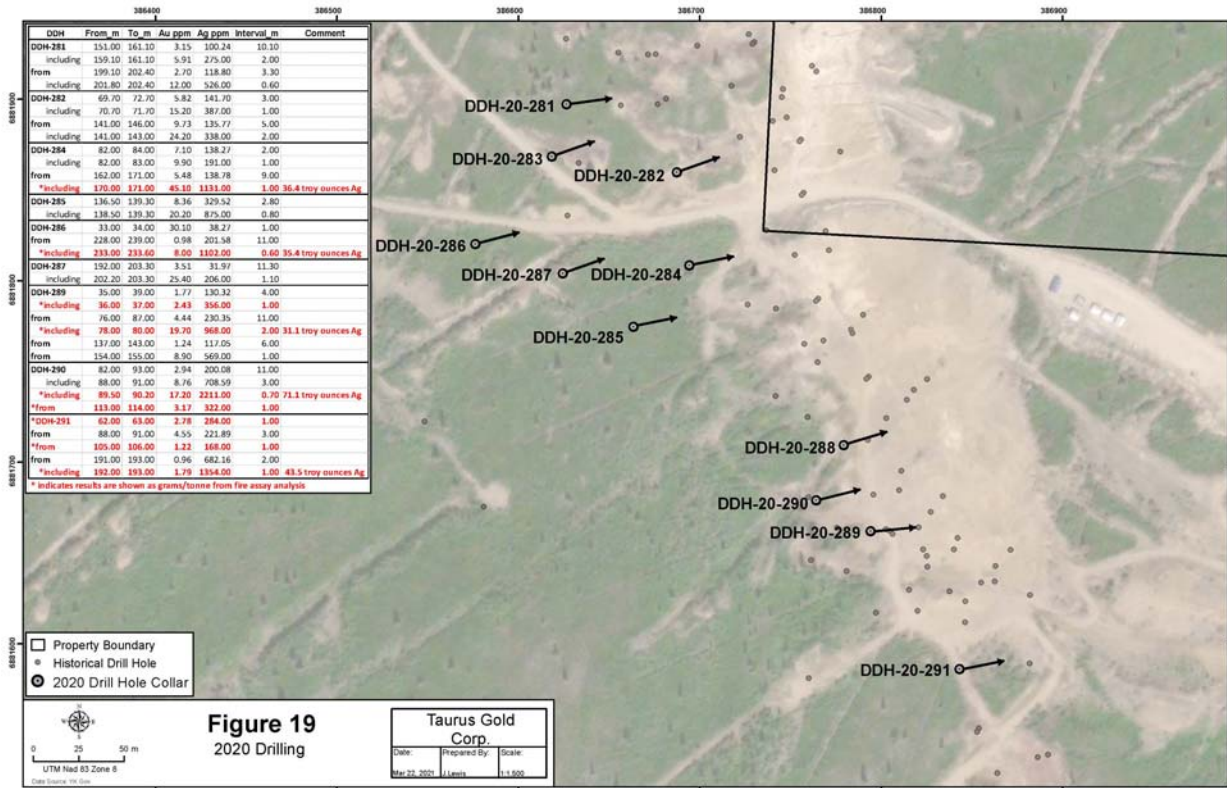 386400 386500 386600 386700 386800 386900
DDH From_m To_m Au ppm Ag ppm Interval_m Comment
DDH-281 151.00 161.10 3.15 100.24 10.10
including 159.10 161.10 5.91 275.00 2.00
from 199.10 202.40 2.70 118.80 3.30
including 201.80 202.40 12.00 526.00 0.60
DDH-282 69.70 72.70 5.82 141.70 3.00
including 70.70 71.70 15.20 387.00 1.00
from 141.00 146.00 9.73 135.77 5.00
including 141.00 143.00 24.20 338.00 2.00
DDH-284 82.00 84.00 7.10 138.27 2.00
including 82.00 83.00 9.90 191.00 1.00
from 162.00 171.00 5.48 138.78 9.00
*including 170.00 171.00 45.10 1131.00 1.00 36.4 troy ounces Ag
DDH-285 136.50 139.30 8.36 329.52 2.80
including 138.50 139.30 20.20 875.00 0.80
DDH-286 33.00 34.00 30.10 38.27 1.00
from 228.00 239.00 0.98 201.58 11.00
*including 233.00 233.60 8.00 1102.00 0.60 35.4 troy ounces Ag
DDH-287 192.00 203.30 3.51 31.97 11.30
including 202.20 203.30 25.40 206.00 1.10
DDH-289 35.00 39.00 1.77 130.32 4.00
*including 36.00 37.00 2.43 356.00 1.00
from 76.00 87.00 4.44 230.35 11.00
*including 78.00 80.00 19.70 968.00 2.00 31.1 troy ounces Ag
from 137.00 143.00 1.24 117.05 6.00
from 154.00 155.00 8.90 569.00 1.00
DDH-290 82.00 93.00 2.94 200.08 11.00
including 88.00 91.00 8.76 708.59 3.00
*including 89.50 90.20 17.20 2211.00 0.70 71.1 troy ounces Ag
*from 113.00 114.00 3.17 322.00 1.00
*DDH-291 62.00 63.00 2.78 264.00 1.00
from 88.00 91.00 4.55 221.89 3.00
*from 105.00 106.00 1.22 168.00 1.00
from 191.00 193.00 0.96 682.16 2.00
*including 192.00 193.00 1.79 1354.00 1.00 43.5 troy ounces Ag
* indicates results are shown as grams/tonne from fire assay analysis
6881900
6881800
6881700
6881600
DDH-20-281
DDH-20-283
DDH-20-282
DDH-20-286
DDH-20-287
DDH-20-284
DDH-20-285
DDH-20-288
DDH-20-290
DDH-20-289
DDH-20-291
Property Boundary
Historical Drill Hole
2020 Drill Hole Collar
N
W E
S
0 25 50 m
UTM Nad 83 Zone 8
Data Source: YK Gov
Figure 19
2020 Drilling
Taurus Gold
Corp.
Date: Prepared By: Scale:
Mar 22, 2021 J.Lewis 1:1,500
386700 386800 386900